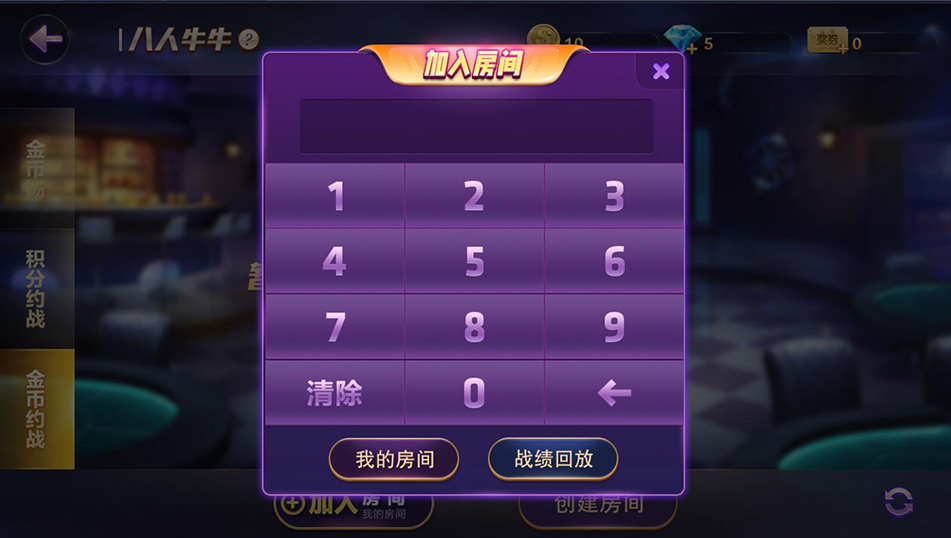 八人牛牛 ?
10
5
奖券
0
加入房间
金币场
积分约战
金币约战
1 2 3
4 5 6
7 8 9
清除 0
我的房间 战绩回放
加入房间
我的房间
创建房间